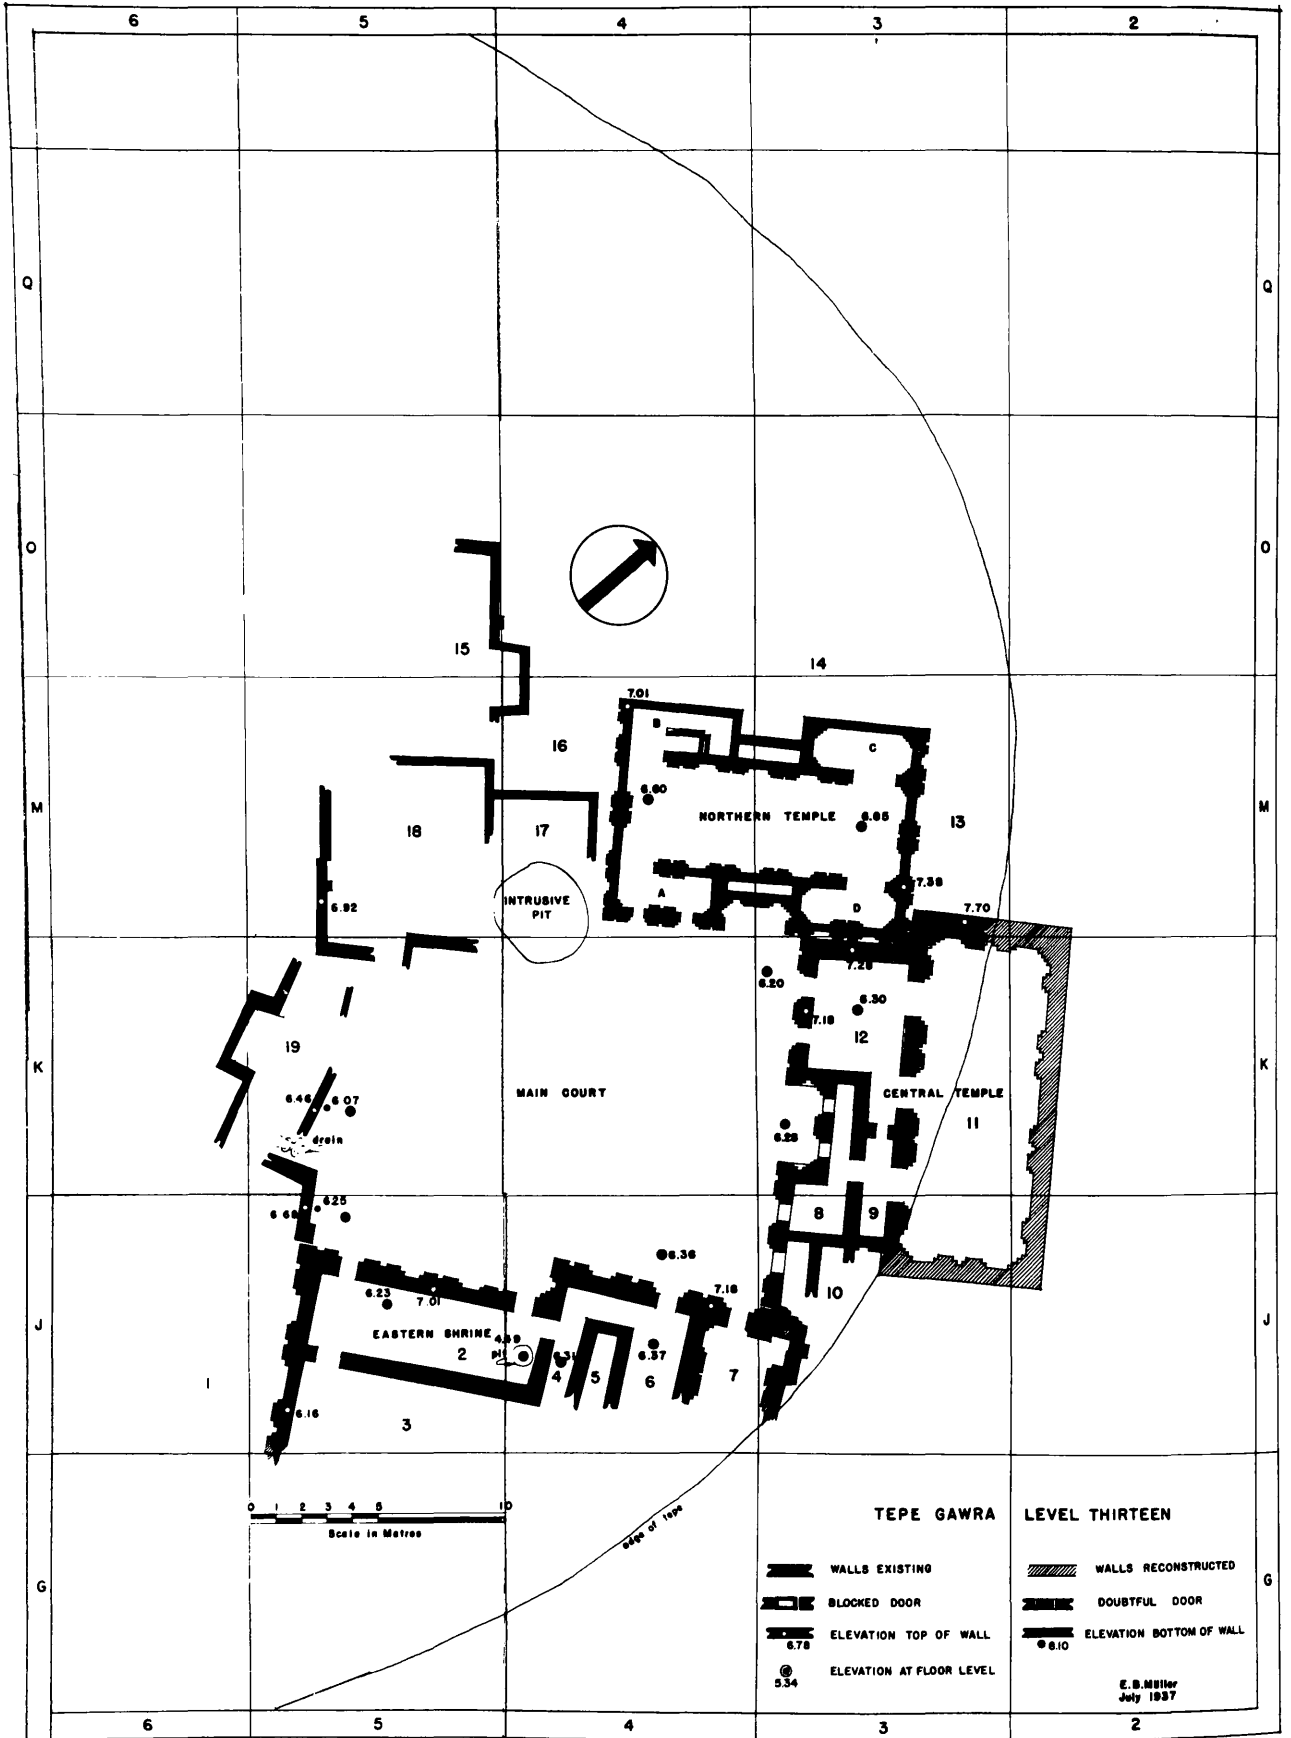 6 5 4 3 2
Q Q
O O
15
14
7.01
B
C
16
6.60
NORTHERN TEMPLE
6.65
M M
13
18
17
7.38
A
INTRUSIVE
PIT
D
6.92
7.70
7.28
6.20
6.30
7.18
12
19
K K
MAIN COURT
CENTRAL TEMPLE
6.46 6.07
11
6.25
drain
6.25
6.68
8 9
6.36
10
6.23
7.01
7.18
J J
EASTERN SHRINE
4.59
2
pit
6.31
6.37
4 5 6 7
1
6.16
3
0 1 2 3 4 5 10
Scale in Metres
edge of tepe
TEPE GAWRA LEVEL THIRTEEN
WALLS EXISTING
WALLS RECONSTRUCTED
G G
BLOCKED DOOR
DOUBTFUL DOOR
ELEVATION TOP OF WALL
6.78
ELEVATION BOTTOM OF WALL
6.10
ELEVATION AT FLOOR LEVEL
5.34
E.B.Müller
July 1937
6 5 4 3 2